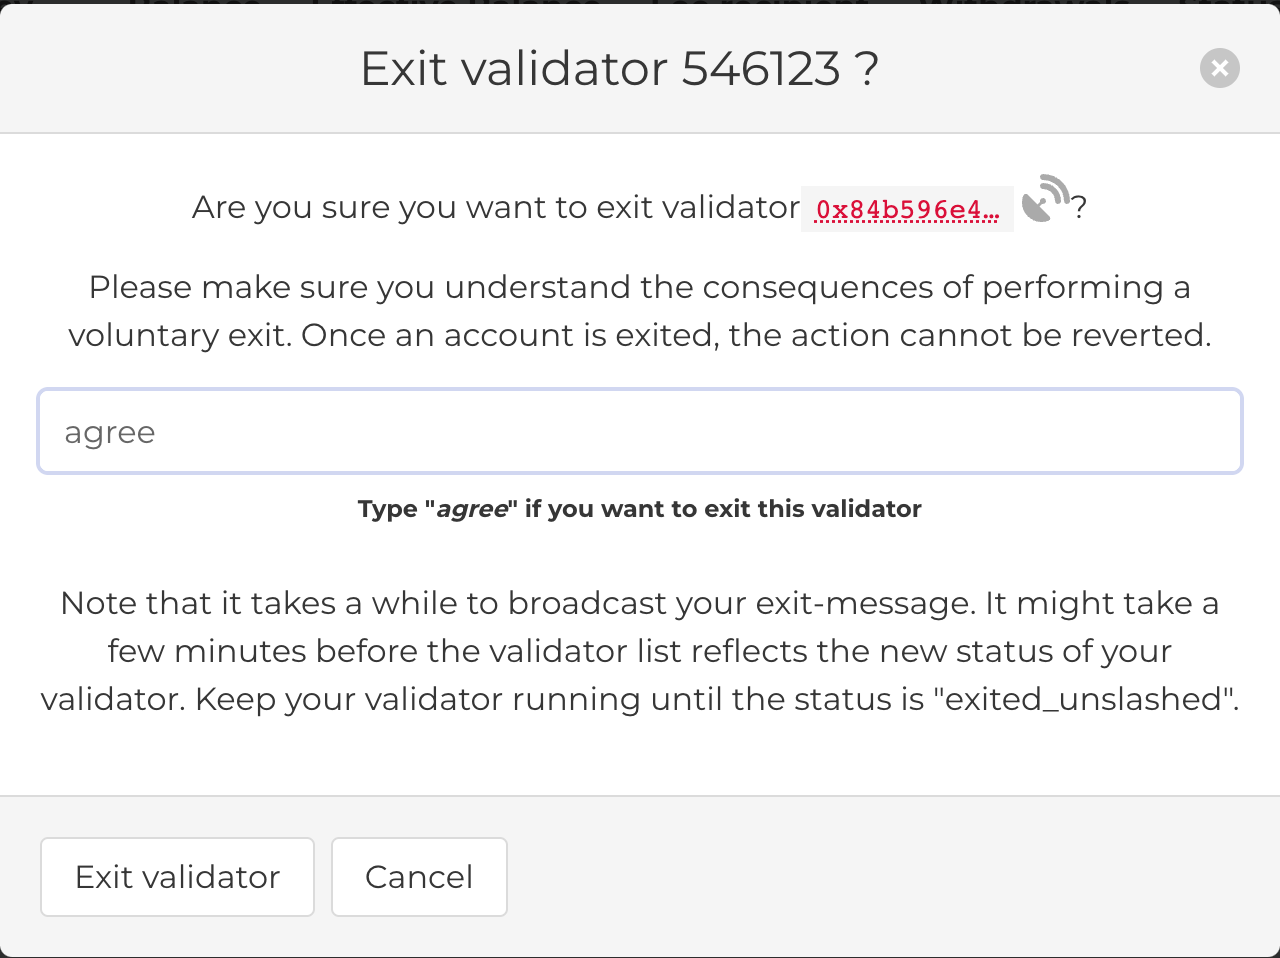 Exit validator 546123 ?
Are you sure you want to exit validator 0x84b596e4… ?
Please make sure you understand the consequences of performing a
voluntary exit. Once an account is exited, the action cannot be reverted.
agree
Type "agree" if you want to exit this validator
Note that it takes a while to broadcast your exit-message. It might take a
few minutes before the validator list reflects the new status of your
validator. Keep your validator running until the status is "exited_unslashed".
Exit validator
Cancel